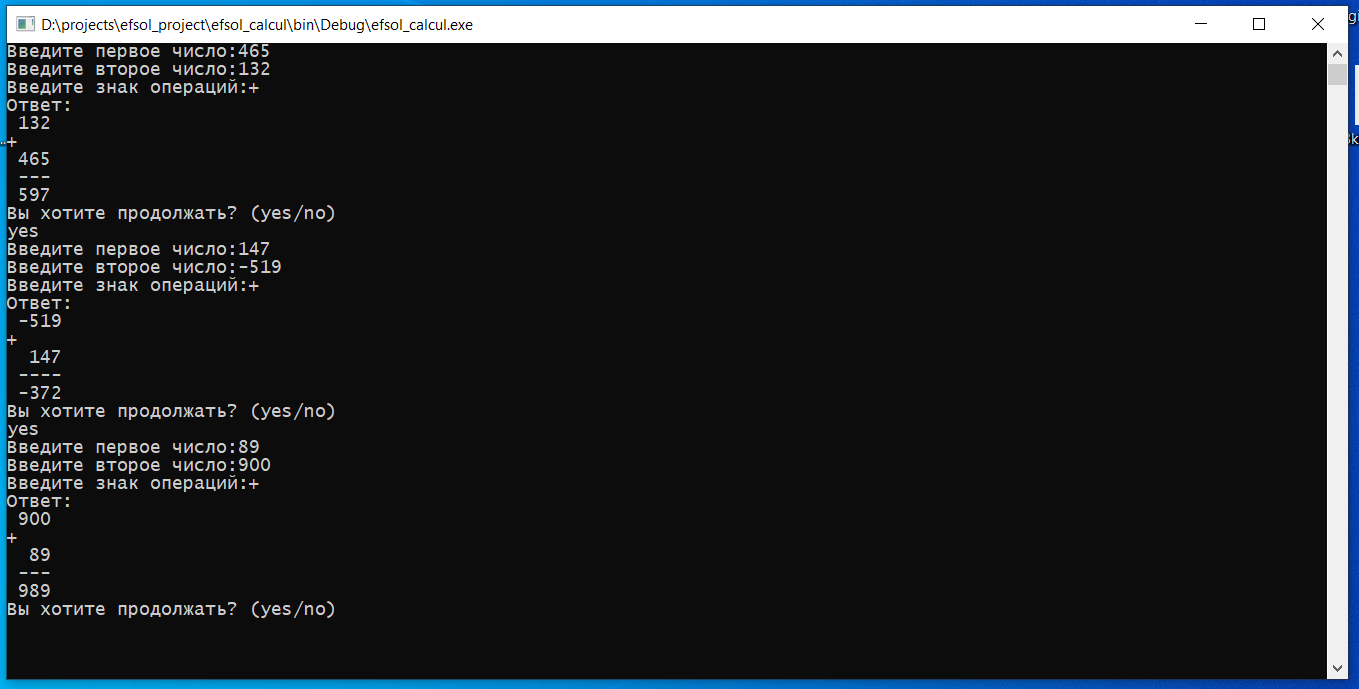 D:\projects\efsol_project\efsol_calcul\bin\Debug\efsol_calcul.exe
Введите первое число:465
Введите второе число:132
Введите знак операций:+
Ответ:
 132
+
 465
 ---
 597
Вы хотите продолжать? (yes/no)
yes
Введите первое число:147
Введите второе число:-519
Введите знак операций:+
Ответ:
 -519
+
  147
 ----
 -372
Вы хотите продолжать? (yes/no)
yes
Введите первое число:89
Введите второе число:900
Введите знак операций:+
Ответ:
 900
+
  89
 ---
 989
Вы хотите продолжать? (yes/no)